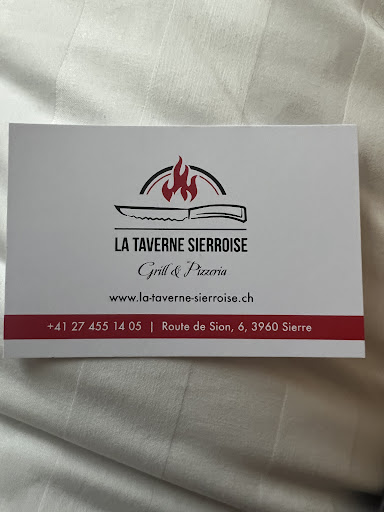 LA TAVERNE SIERROISE
Grill & Pizzeria
www.la-taverne-sierroise.ch
+41 27 455 14 05 | Route de Sion, 6, 3960 Sierre